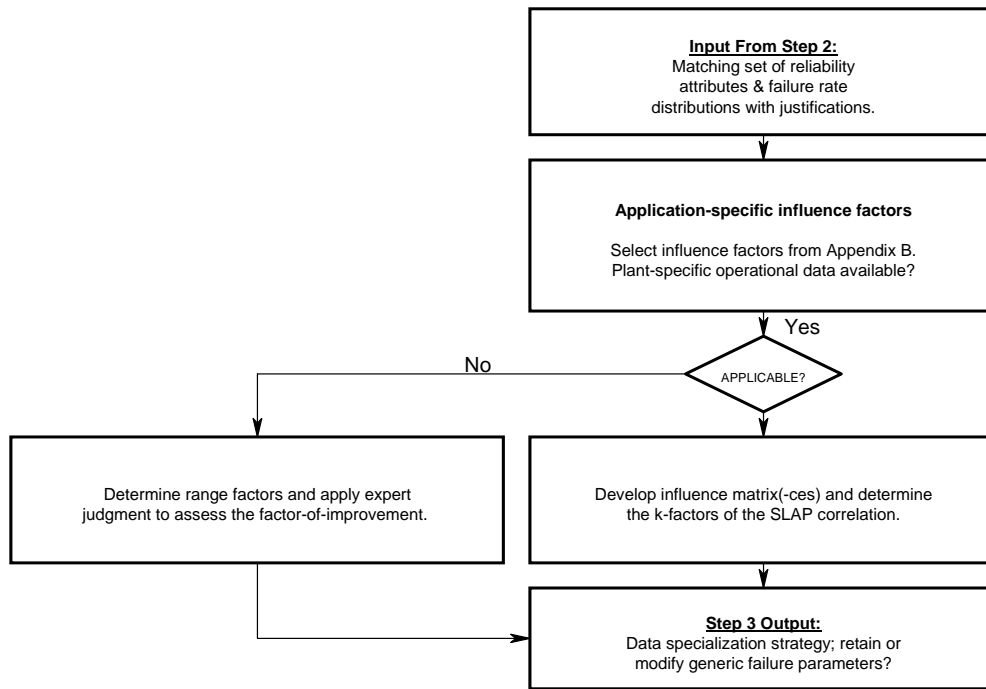 Input From Step 2:
Matching set of reliability
attributes & failure rate
distributions with justifications.
Application-specific influence factors
Select influence factors from Appendix B.
Plant-specific operational data available?
Yes
No
APPLICABLE?
Determine range factors and apply expert
judgment to assess the factor-of-improvement.
Develop influence matrix(-ces) and determine
the k-factors of the SLAP correlation.
Step 3 Output:
Data specialization strategy; retain or
modify generic failure parameters?